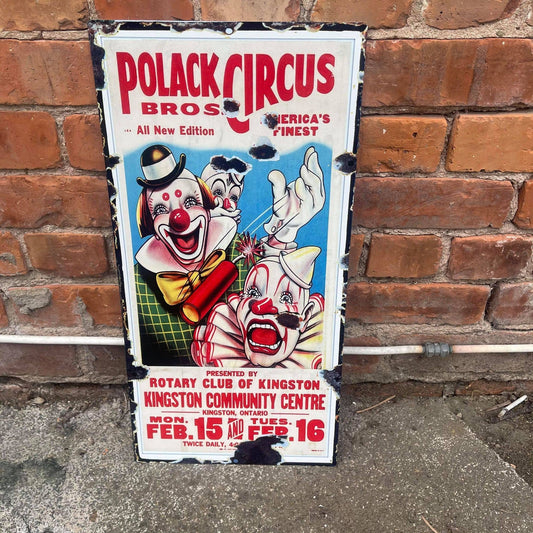 POLACK CIRCUS
BROS.
All New Edition
FINEST
PRESENTED BY
ROTARY CLUB OF KINGSTON
KINGSTON COMMUNITY CENTRE
KINGSTON, ONTARIO
MON. TUES.
FEB. 15 AND FEB. 16
TWICE DAILY,